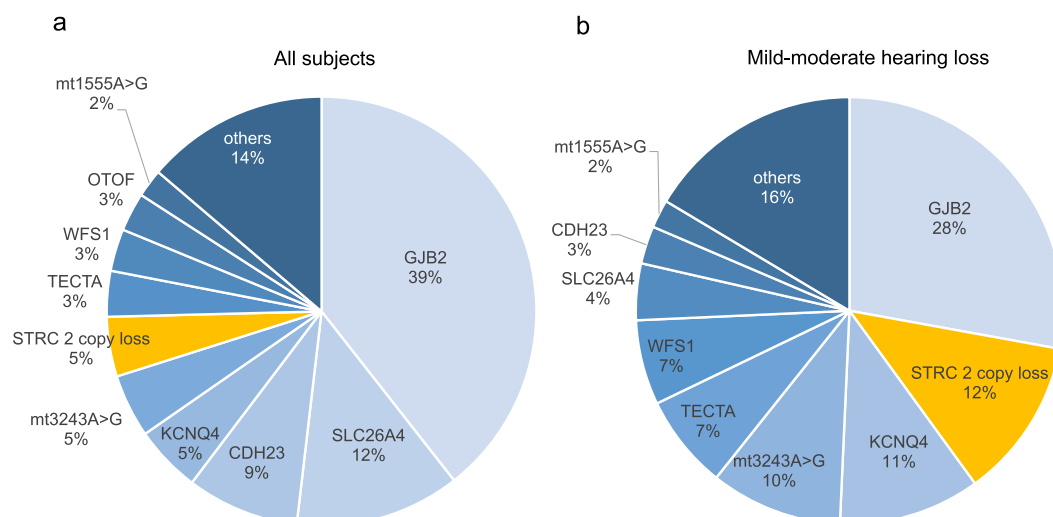 a
All subjects
mt1555A>G
2%
others
14%
OTOF
3%
WFS1
3%
TECTA
3%
STRC 2 copy loss
5%
mt3243A>G
5%
KCNQ4
5%
CDH23
9%
SLC26A4
12%
GJB2
39%
b
Mild-moderate hearing loss
mt1555A>G
2%
others
16%
CDH23
3%
SLC26A4
4%
WFS1
7%
TECTA
7%
mt3243A>G
10%
KCNQ4
11%
STRC 2 copy loss
12%
GJB2
28%